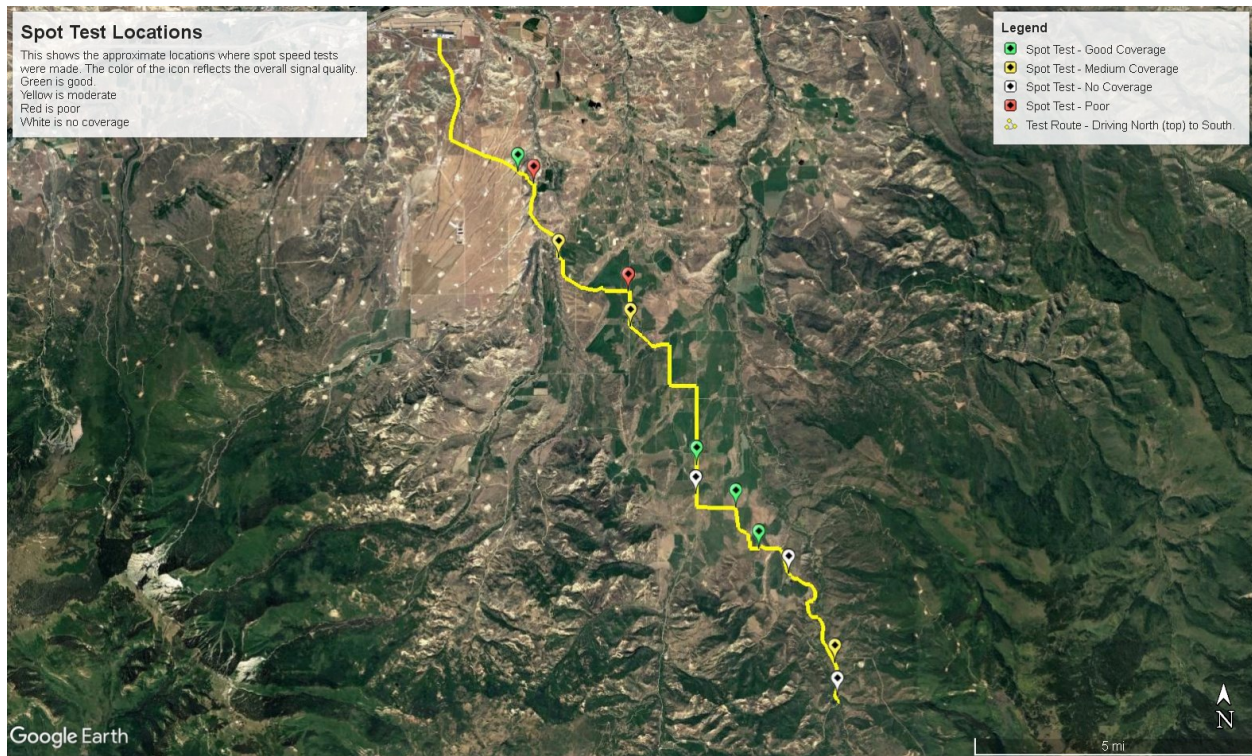 Spot Test Locations
This shows the approximate locations where spot speed tests
were made. The color of the icon reflects the overall signal quality.
Green is good.
Yellow is moderate
Red is poor
White is no coverage
Legend
Spot Test - Good Coverage
Spot Test - Medium Coverage
Spot Test - No Coverage
Spot Test - Poor
Test Route - Driving North (top) to South.
Google Earth
N
5 mi